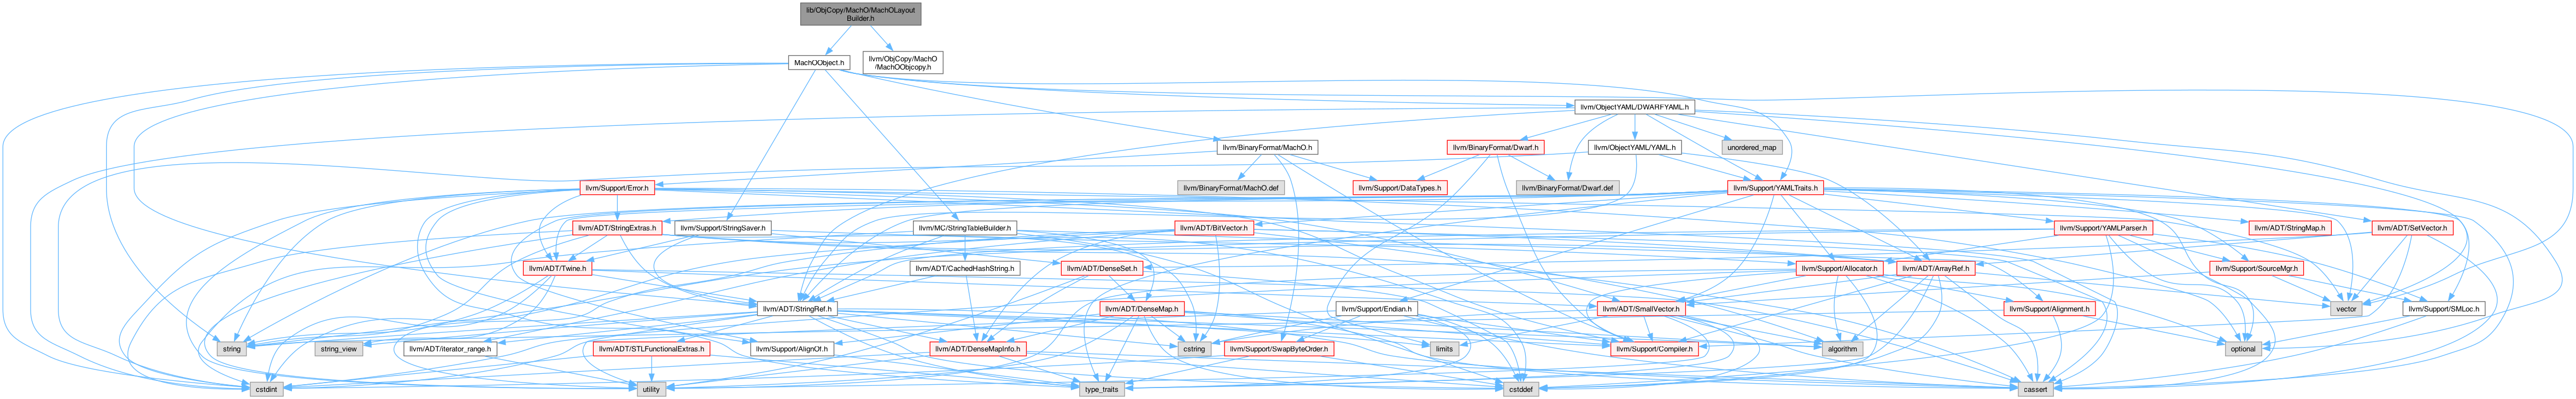 lib/ObjCopy/MachO/MachOLayout
Builder.h
MachOObject.h
llvm/ObjCopy/MachO
/MachOObjcopy.h
llvm/ObjectYAML/DWARFYAML.h
llvm/BinaryFormat/MachO.h
llvm/BinaryFormat/Dwarf.h
llvm/ObjectYAML/YAML.h
unordered_map
llvm/Support/Error.h
llvm/BinaryFormat/MachO.def
llvm/Support/DataTypes.h
llvm/BinaryFormat/Dwarf.def
llvm/Support/YAMLTraits.h
llvm/ADT/StringExtras.h
llvm/Support/StringSaver.h
llvm/MC/StringTableBuilder.h
llvm/ADT/BitVector.h
llvm/Support/YAMLParser.h
llvm/ADT/StringMap.h
llvm/ADT/SetVector.h
llvm/ADT/Twine.h
llvm/ADT/CachedHashString.h
llvm/ADT/DenseSet.h
llvm/Support/Allocator.h
llvm/ADT/ArrayRef.h
llvm/Support/SourceMgr.h
llvm/ADT/StringRef.h
llvm/ADT/DenseMap.h
llvm/Support/Endian.h
llvm/ADT/SmallVector.h
llvm/Support/Alignment.h
vector
llvm/Support/SMLoc.h
string
string_view
llvm/ADT/iterator_range.h
llvm/ADT/STLFunctionalExtras.h
llvm/Support/AlignOf.h
llvm/ADT/DenseMapInfo.h
cstring
llvm/Support/SwapByteOrder.h
limits
llvm/Support/Compiler.h
algorithm
optional
cstdint
utility
type_traits
cstddef
cassert